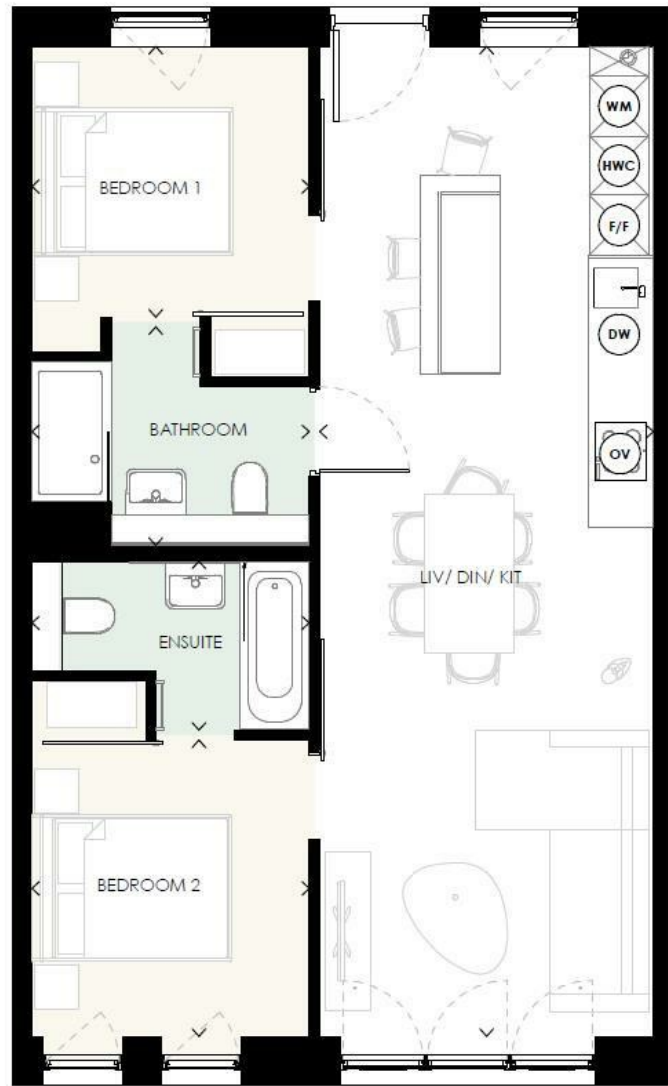 WM
HWC
F/F
DW
OV
BEDROOM 1
BATHROOM
LIV/ DIN/ KIT
ENSUITE
BEDROOM 2